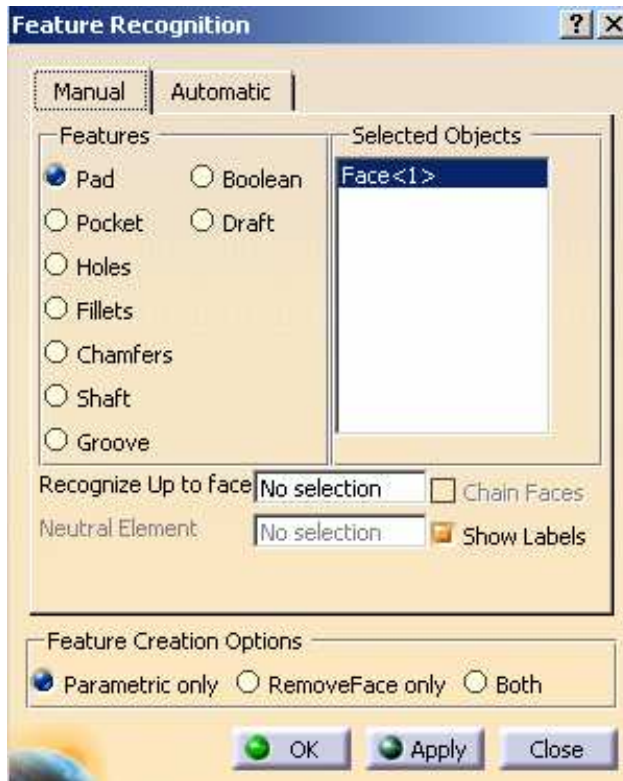 Feature Recognition
Manual Automatic
Features
Pad Boolean
Pocket Draft
Holes
Fillets
Chamfers
Shaft
Groove
Selected Objects
Face<1>
Recognize Up to face No selection Chain Faces
Neutral Element No selection Show Labels
Feature Creation Options
Parametric only RemoveFace only Both
OK Apply Close